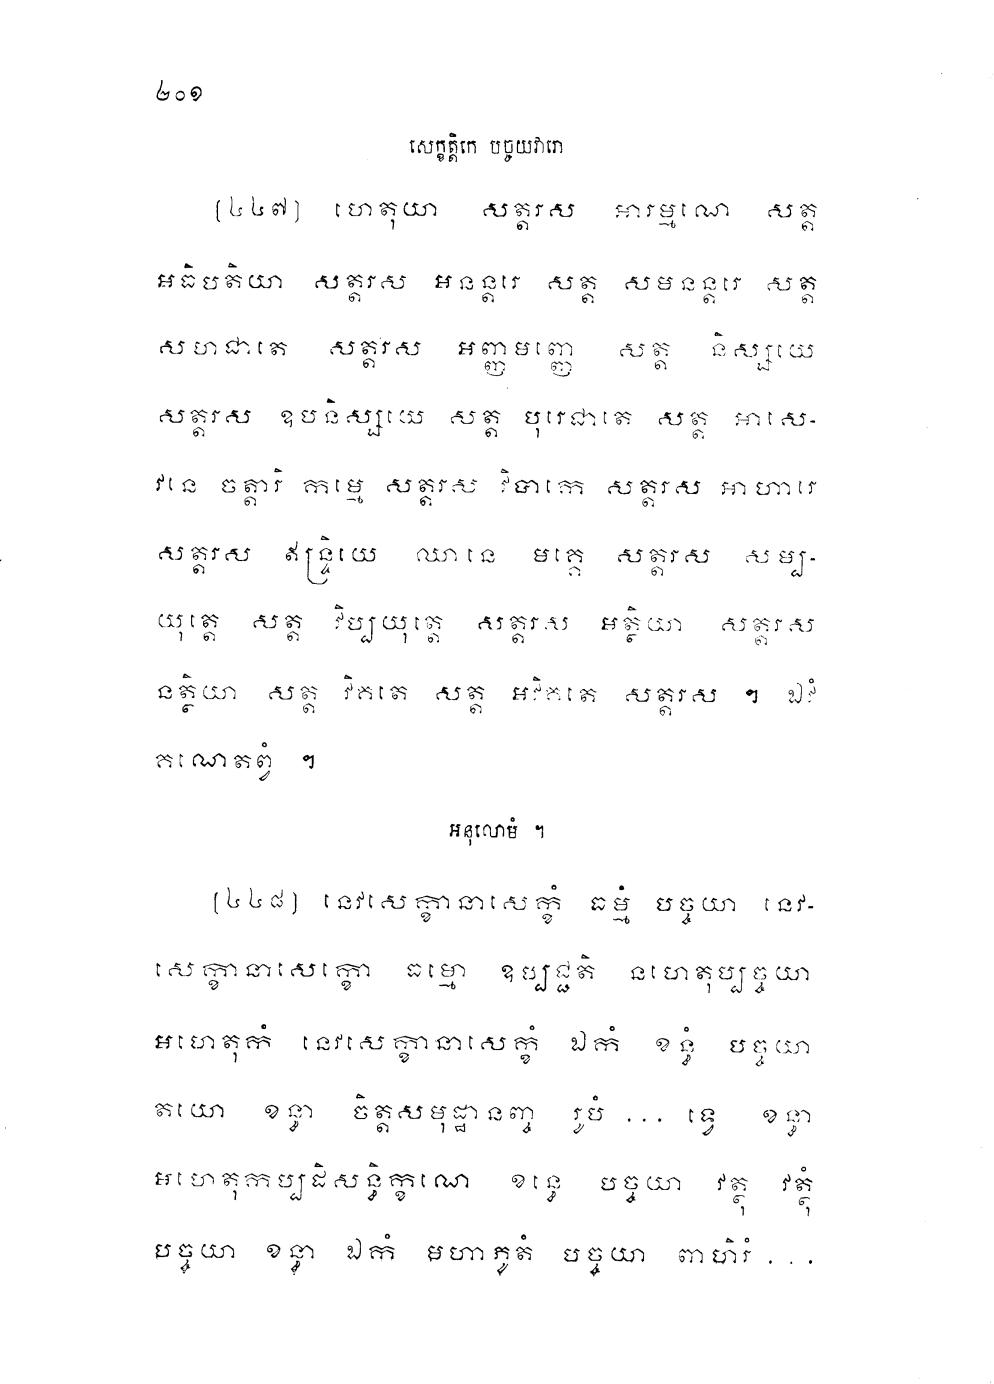 ២០១
សេក្ខត្តិកេ បច្ចយវារោ
(៤៤៧) ហេតុយា សត្តរស អារម្មណេ សត្ត
អធិបតិយា សត្តរស អនន្តរេ សត្ត សមនន្តរេ សត្ត
សហជាតេ សត្តរស អញ្ញមញ្ញេ សត្ត និស្សយេ
សត្តរស ឧបនិស្សយេ សត្ត បុរេជាតេ សត្ត អាសេ-
វនេ ចត្តារិ កម្មេ សត្តរស វិបាកេ សត្តរស អាហារេ
សត្តរស ឥន្ទ្រិយេ ឈានេ មគ្គេ សត្តរស សម្ប-
យុត្តេ សត្ត វិប្បយុត្តេ សត្តរស អត្ថិយា សត្តរស
នត្ថិយា សត្ត វិគតេ សត្ត អវិគតេ សត្តរស ៗ ឯវំ
គណេតព្វំ ៗ
អនុលោមំ ៗ
(៤៤៨) នេវសេក្ខានាសេក្ខំ ធម្មំ បច្ចយា នេវ-
សេក្ខានាសេក្ខោ ធម្មោ ឧប្បជ្ជតិ នហេតុប្បច្ចយា
អហេតុកំ នេវសេក្ខានាសេក្ខំ ឯកំ ខន្ធំ បច្ចយា
តយោ ខន្ធា ចិត្តសមុដ្ឋានញ្ច រូបំ ... ទ្វេ ខន្ធា
អហេតុកប្បដិសន្ធិក្ខណេ ខន្ធេ បច្ចយា វត្ថុ វត្ថុំ
បច្ចយា ខន្ធា ឯកំ មហាភូតំ បច្ចយា ពាហិរំ ...